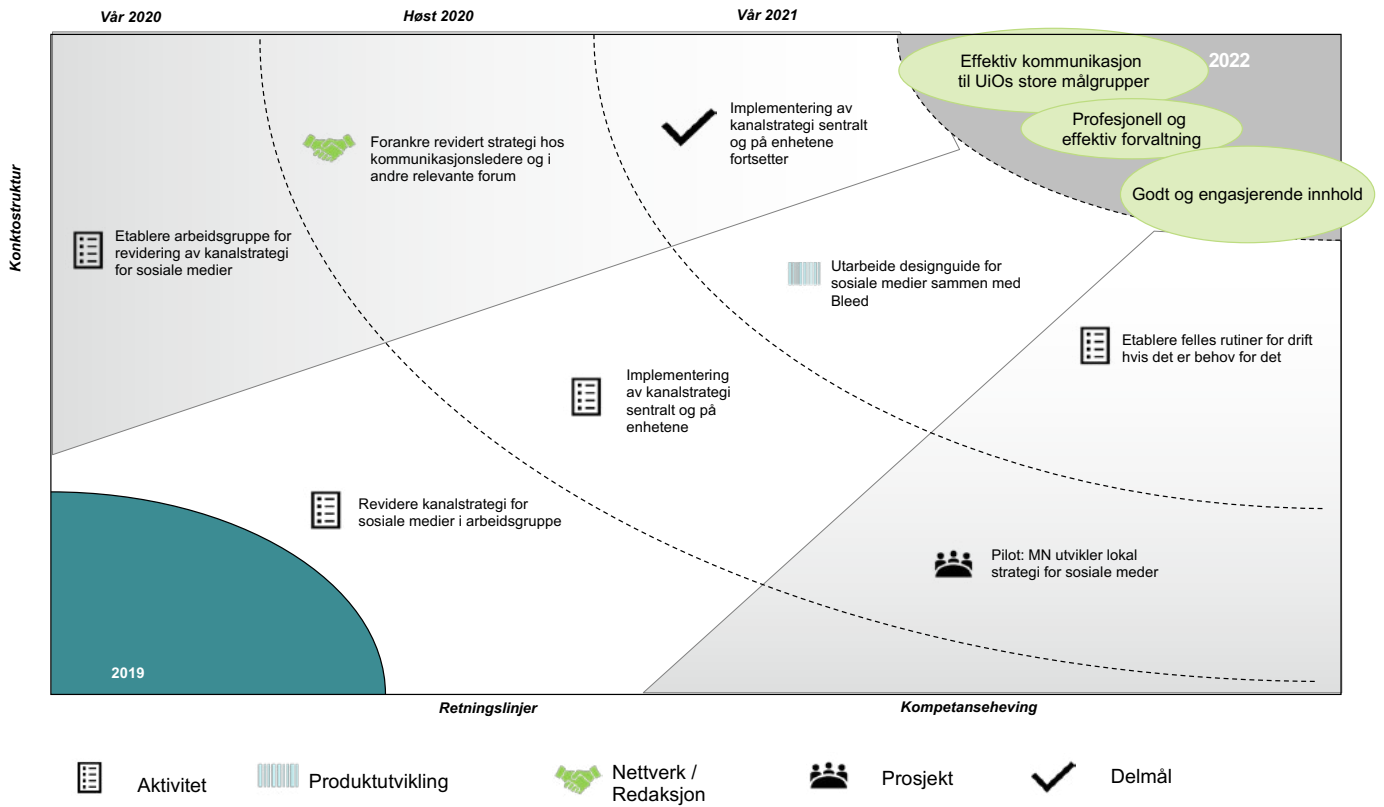 Vår 2020
Høst 2020
Vår 2021
2022
Effektiv kommunikasjon
til UiOs store målgrupper
Profesjonell og
effektiv forvaltning
Godt og engasjerende innhold
Implementering av
kanalstrategi sentralt
og på enhetene
fortsetter
Forankre revidert strategi hos
kommunikasjonsledere og i
andre relevante forum
Konktostruktur
Etablere arbeidsgruppe for
revidering av kanalstrategi
for sosiale medier
Utarbeide designguide for
sosiale medier sammen med
Bleed
Etablere felles rutiner for drift
hvis det er behov for det
Implementering
av kanalstrategi
sentralt og på
enhetene
Revidere kanalstrategi for
sosiale medier i arbeidsgruppe
Pilot: MN utvikler lokal
strategi for sosiale meder
2019
Retningslinjer
Kompetanseheving
Aktivitet
Produktutvikling
Nettverk /
Redaksjon
Prosjekt
Delmål